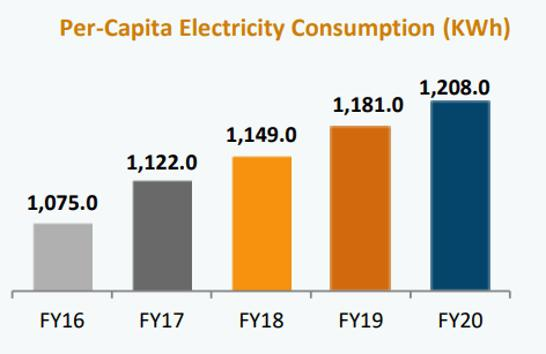 Per-Capita Electricity Consumption (KWh)
1,075.0
1,122.0
1,149.0
1,181.0
1,208.0
FY16
FY17
FY18
FY19
FY20